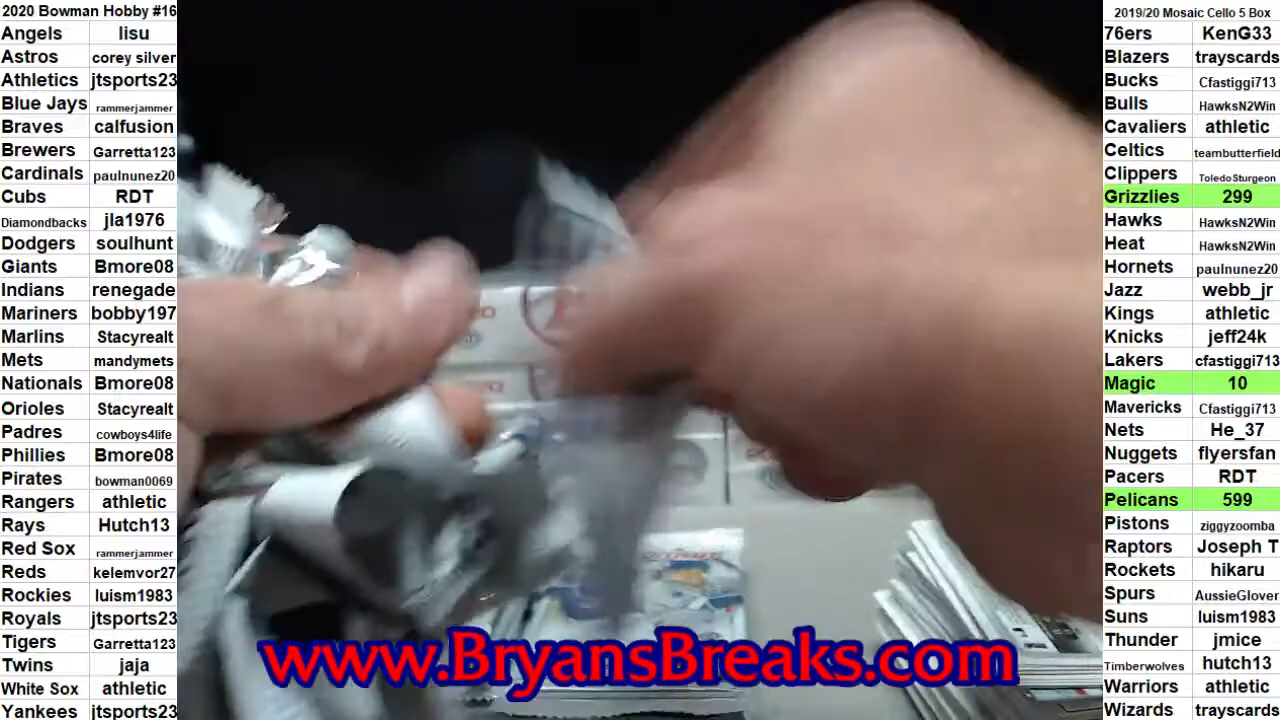 2020 Bowman Hobby #16
Angels lisu
Astros corey silver
Athletics jtsports23
Blue Jays rammerjammer
Braves calfusion
Brewers Garretta123
Cardinals paulnunez20
Cubs RDT
Diamondbacks jla1976
Dodgers soulhunt
Giants Bmore08
Indians renegade
Mariners bobby197
Marlins Stacyrealt
Mets mandymets
Nationals Bmore08
Orioles Stacyrealt
Padres cowboys4life
Phillies Bmore08
Pirates bowman0069
Rangers athletic
Rays Hutch13
Red Sox rammerjammer
Reds kelemvor27
Rockies luism1983
Royals jtsports23
Tigers Garretta123
Twins jaja
White Sox athletic
Yankees jtsports23
www.BryansBreaks.com
2019/20 Mosaic Cello 5 Box
76ers KenG33
Blazers trayscards
Bucks Cfastiggi713
Bulls HawksN2Win
Cavaliers athletic
Celtics teambutterfield
Clippers ToledoSturgeon
Grizzlies 299
Hawks HawksN2Win
Heat HawksN2Win
Hornets paulnunez20
Jazz webb_jr
Kings athletic
Knicks jeff24k
Lakers cfastiggi713
Magic 10
Mavericks Cfastiggi713
Nets He_37
Nuggets flyersfan
Pacers RDT
Pelicans 599
Pistons ziggyzoomba
Raptors Joseph T
Rockets hikaru
Spurs AussieGlover
Suns luism1983
Thunder jmice
Timberwolves hutch13
Warriors athletic
Wizards trayscards